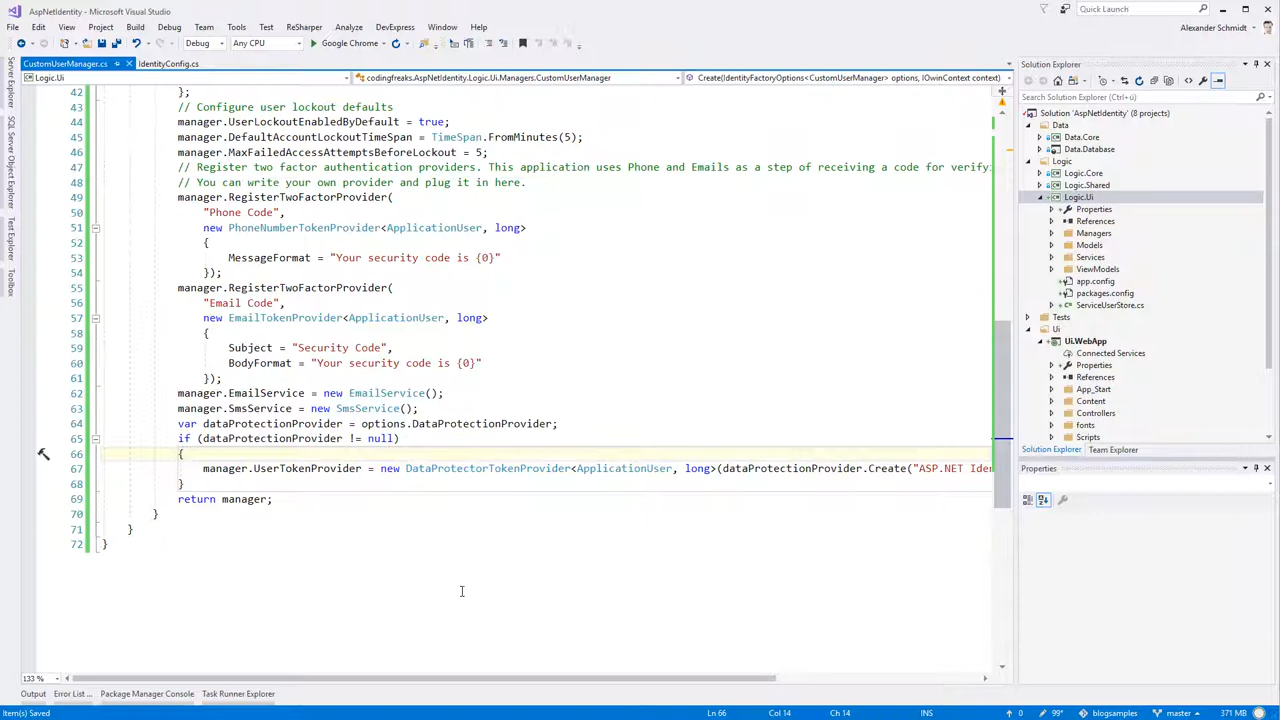 AspNetIdentity - Microsoft Visual Studio
Quick Launch
File Edit View Project Build Debug Team Tools Test ReSharper Analyze DevExpress Window Help
Alexander Schmidt
Debug Any CPU Google Chrome
CustomUserManager.cs IdentityConfig.cs
Logic.Ui codingfreaks.AspNetIdentity.Logic.Ui.Managers.CustomUserManager Create(IdentityFactoryOptions<CustomUserManager> options, IOwinContext context)
Server Explorer
SQL Server Object Explorer
Test Explorer
Toolbox
42 };
43 // Configure user lockout defaults
44 manager.UserLockoutEnabledByDefault = true;
45 manager.DefaultAccountLockoutTimeSpan = TimeSpan.FromMinutes(5);
46 manager.MaxFailedAccessAttemptsBeforeLockout = 5;
47 // Register two factor authentication providers. This application uses Phone and Emails as a step of receiving a code for verify
48 // You can write your own provider and plug it in here.
49 manager.RegisterTwoFactorProvider(
50 "Phone Code",
51 new PhoneNumberTokenProvider<ApplicationUser, long>
52 {
53 MessageFormat = "Your security code is {0}"
54 });
55 manager.RegisterTwoFactorProvider(
56 "Email Code",
57 new EmailTokenProvider<ApplicationUser, long>
58 {
59 Subject = "Security Code",
60 BodyFormat = "Your security code is {0}"
61 });
62 manager.EmailService = new EmailService();
63 manager.SmsService = new SmsService();
64 var dataProtectionProvider = options.DataProtectionProvider;
65 if (dataProtectionProvider != null)
66 {
67 manager.UserTokenProvider = new DataProtectorTokenProvider<ApplicationUser, long>(dataProtectionProvider.Create("ASP.NET Iden
68 }
69 return manager;
70 }
71 }
72 }
133 %
Solution Explorer
Search Solution Explorer (Ctrl+ü)
Solution 'AspNetIdentity' (8 projects)
Data
Data.Core
Data.Database
Logic
Logic.Core
Logic.Shared
Logic.Ui
Properties
References
Managers
Models
Services
ViewModels
app.config
packages.config
ServiceUserStore.cs
Tests
Ui
Ui.WebApp
Connected Services
Properties
References
App_Start
Content
Controllers
fonts
Scripts
Solution Explorer Team Explorer
Properties
Output Error List ... Package Manager Console Task Runner Explorer
Item(s) Saved Ln 66 Col 14 Ch 14 INS 0 99* blogsamples master 371 MB